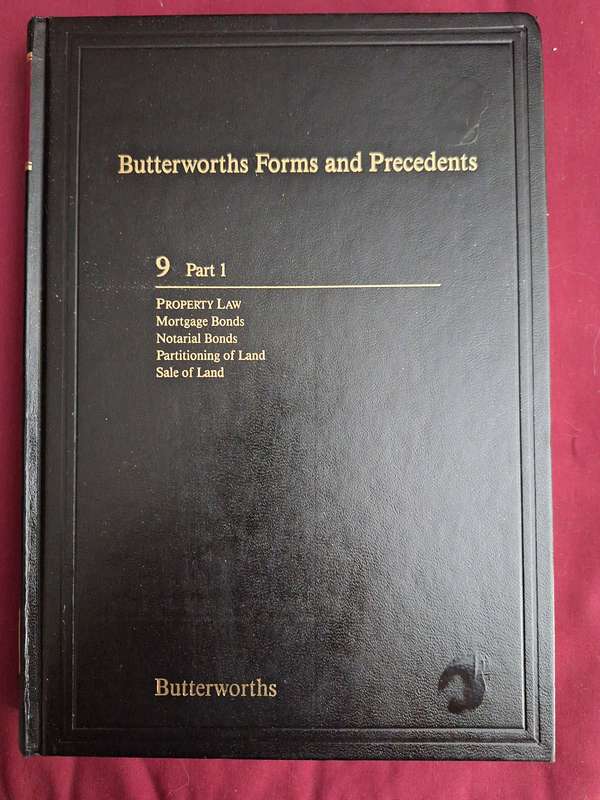 Butterworths Forms and Precedents
9 Part 1
PROPERTY LAW
Mortgage Bonds
Notarial Bonds
Partitioning of Land
Sale of Land
Butterworths